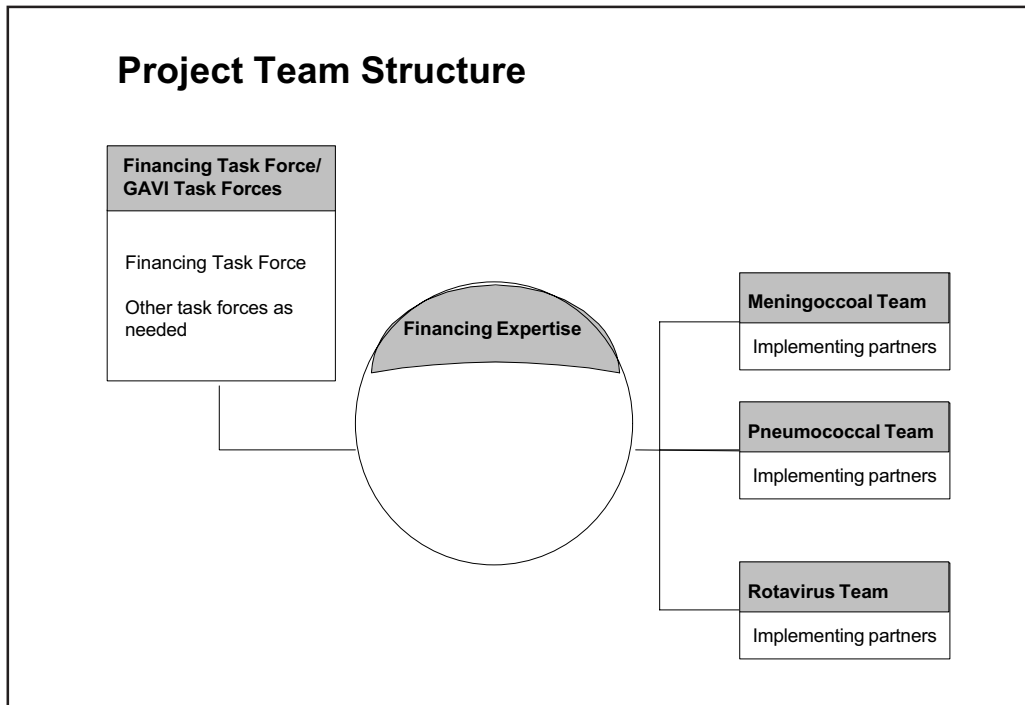 Project Team Structure
Financing Task Force/
GAVI Task Forces
Financing Task Force
Other task forces as
needed
Financing Expertise
Meningoccoal Team
Implementing partners
Pneumococcal Team
Implementing partners
Rotavirus Team
Implementing partners